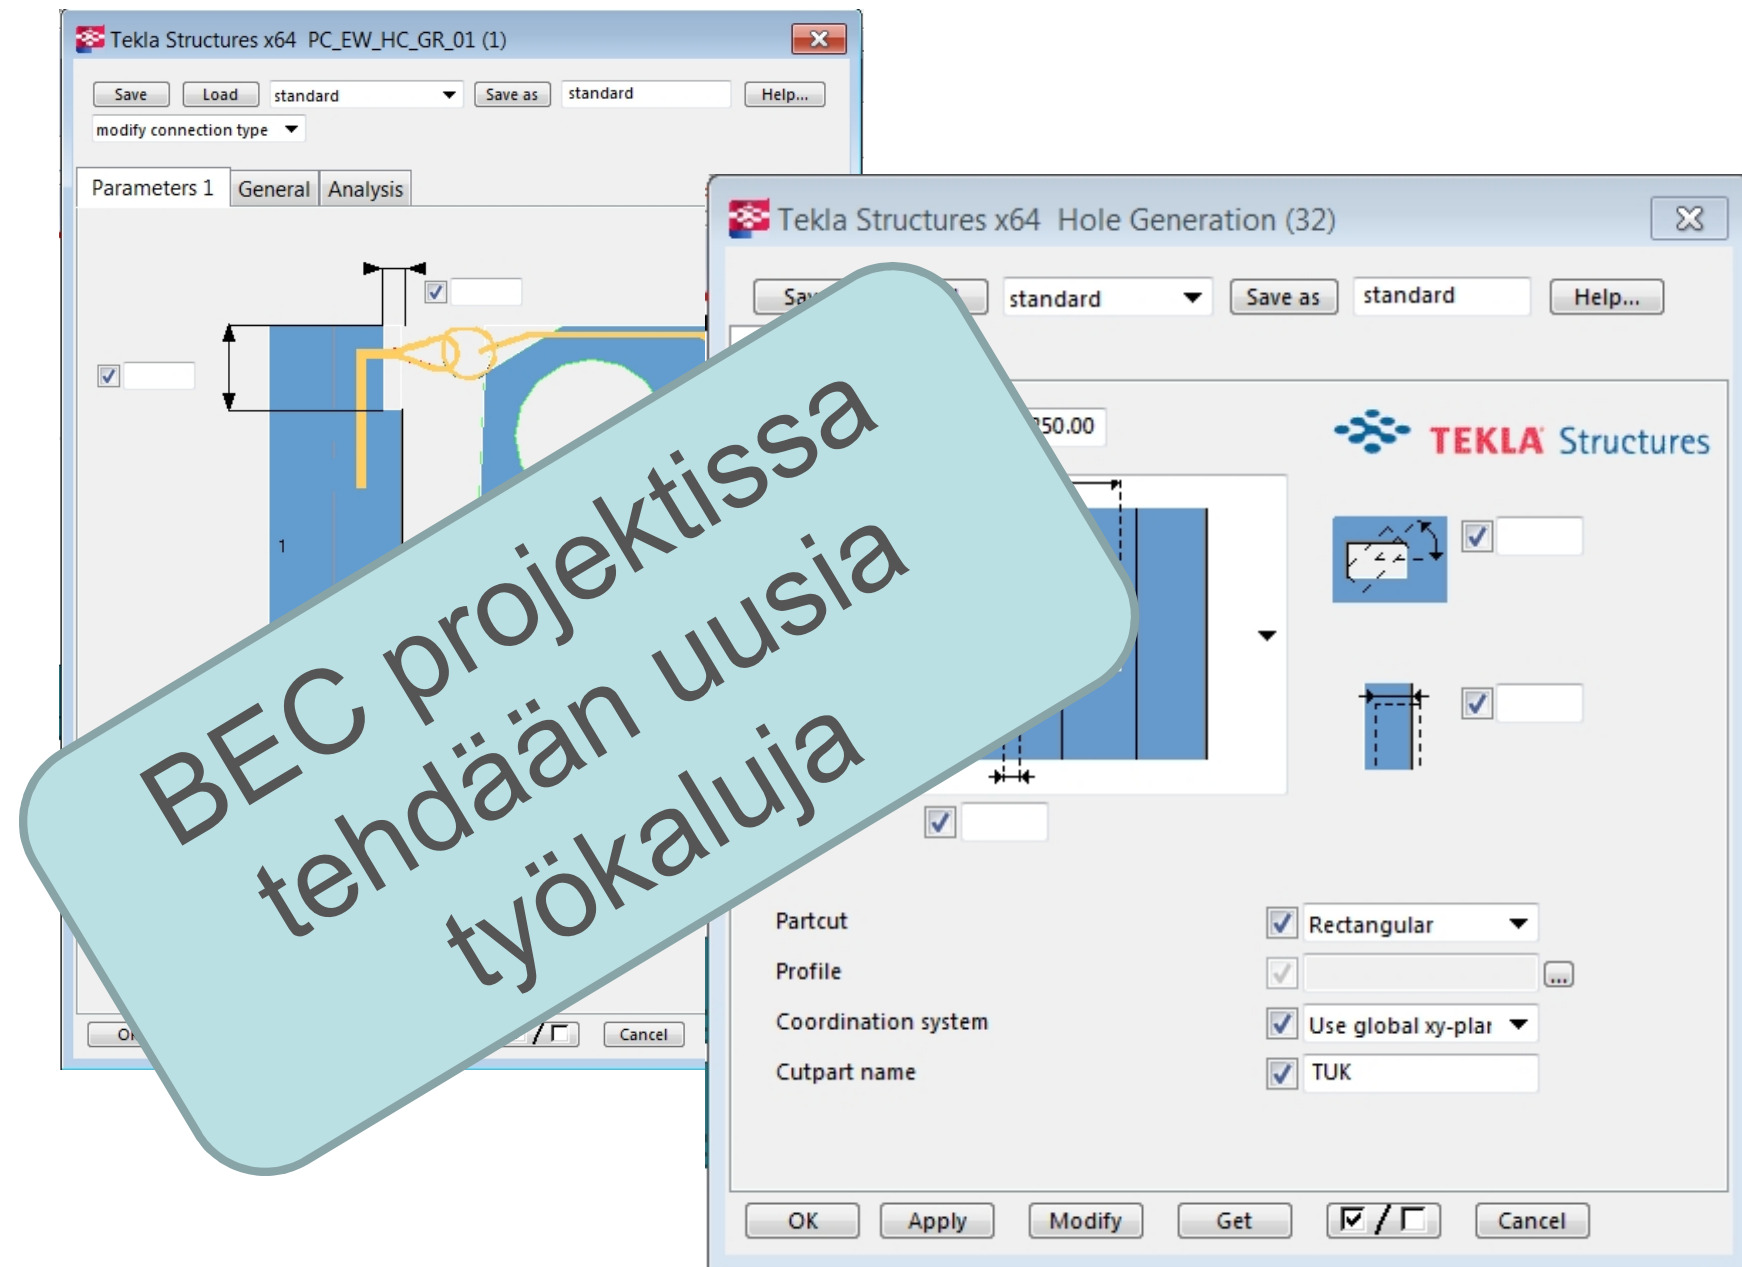 Tekla Structures x64 PC_EW_HC_GR_01 (1)
Save Load standard Save as standard Help...
modify connection type
Parameters 1 General Analysis
1
Cancel
Tekla Structures x64 Hole Generation (32)
standard Save as standard Help...
TEKLA Structures
BEC projektissa
tehdään uusia
työkaluja
Partcut Rectangular
Profile ...
Coordination system Use global xy-plar
Cutpart name TUK
OK Apply Modify Get / Cancel